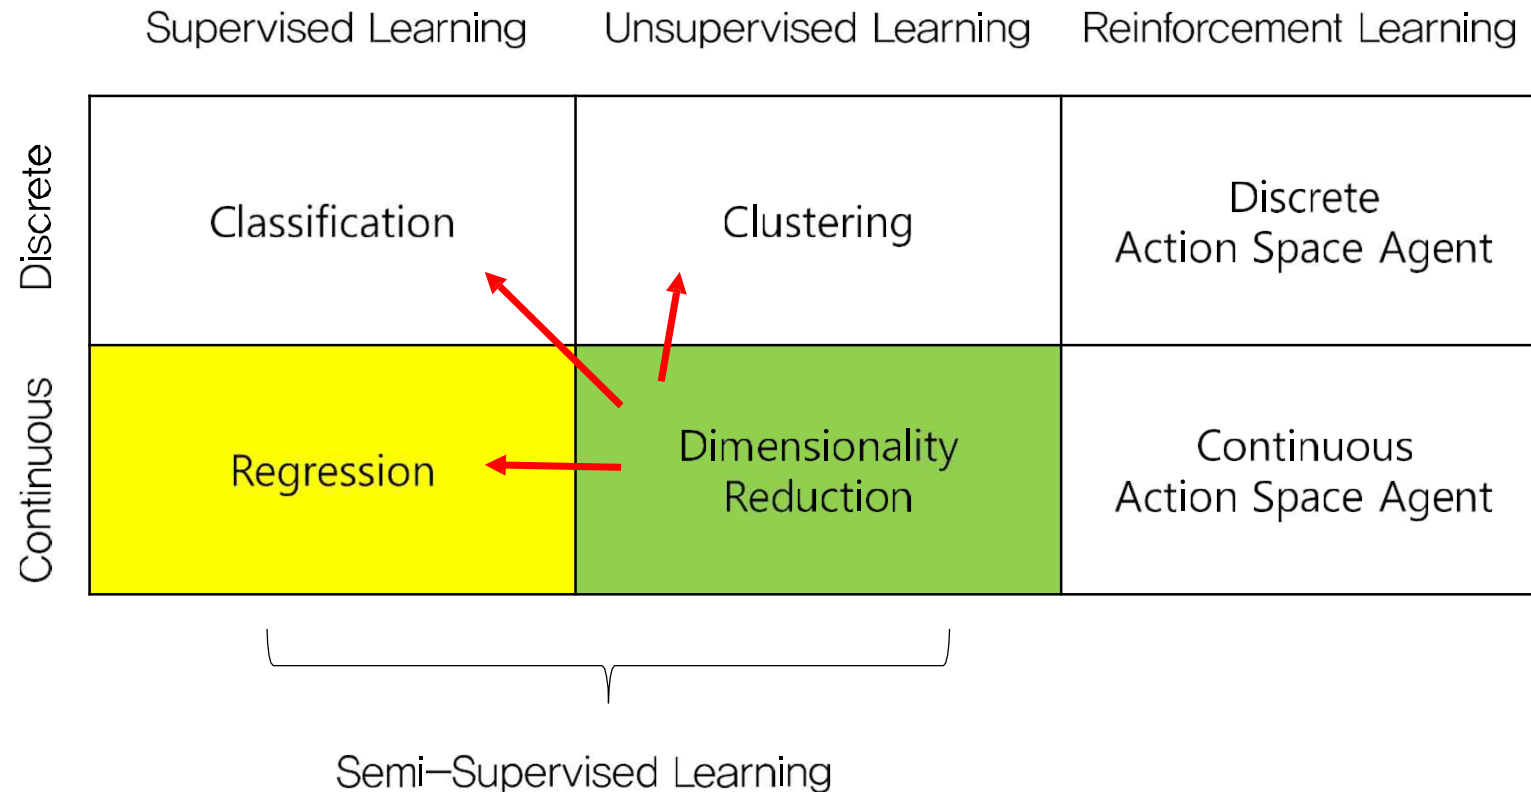 Supervised Learning
Unsupervised Learning
Reinforcement Learning
Discrete
Classification
Clustering
Discrete
Action Space Agent
Continuous
Regression
Dimensionality
Reduction
Continuous
Action Space Agent
Semi-Supervised Learning